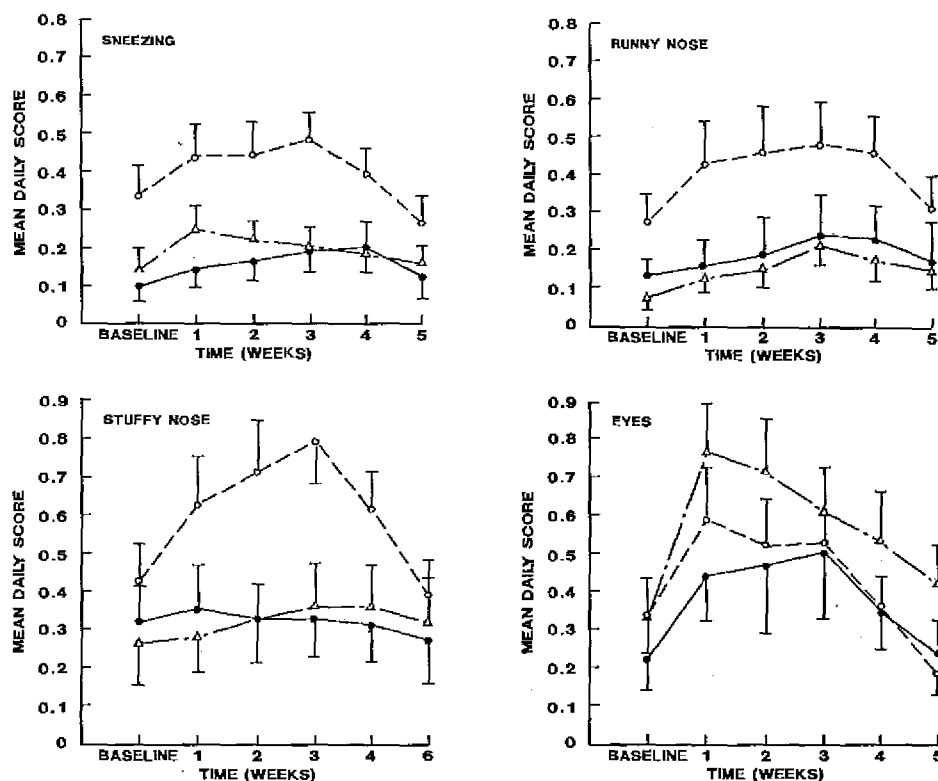 SNEEZING
MEAN DAILY SCORE
0.8
0.7
0.6
0.5
0.4
0.3
0.2
0.1
0
BASELINE 1 2 3 4 5
TIME (WEEKS)
RUNNY NOSE
MEAN DAILY SCORE
0.8
0.7
0.6
0.5
0.4
0.3
0.2
0.1
0
BASELINE 1 2 3 4 5
TIME (WEEKS)
STUFFY NOSE
MEAN DAILY SCORE
0.9
0.8
0.7
0.6
0.5
0.4
0.3
0.2
0.1
0
BASELINE 1 2 3 4 6
TIME (WEEKS)
EYES
MEAN DAILY SCORE
0.9
0.8
0.7
0.6
0.5
0.4
0.3
0.2
0.1
0
BASELINE 1 2 3 4 5
TIME (WEEKS)